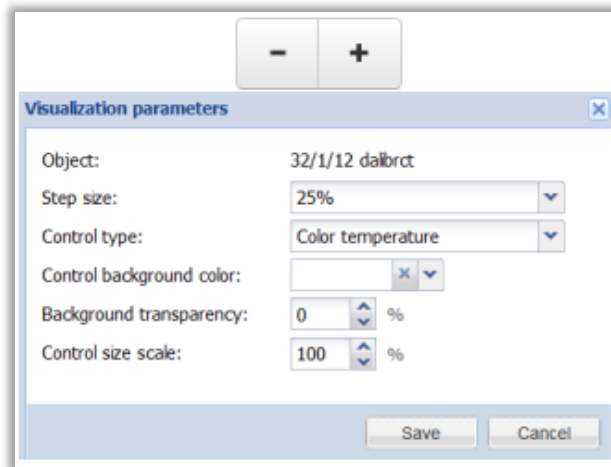 - +
Visualization parameters
Object: 32/1/12 dalibrct
Step size: 25%
Control type: Color temperature
Control background color:
Background transparency: 0 %
Control size scale: 100 %
Save Cancel